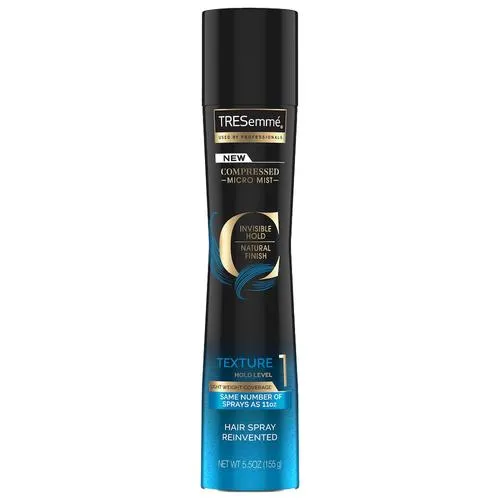 TRESemmé
USED BY PROFESSIONALS
NEW
COMPRESSED
MICRO MIST
C
INVISIBLE
HOLD
NATURAL
FINISH
TEXTURE 1
HOLD LEVEL
LIGHT WEIGHT COVERAGE
SAME NUMBER OF
SPRAYS AS 11oz
HAIR SPRAY
REINVENTED
NET WT 5.5OZ (155 g)